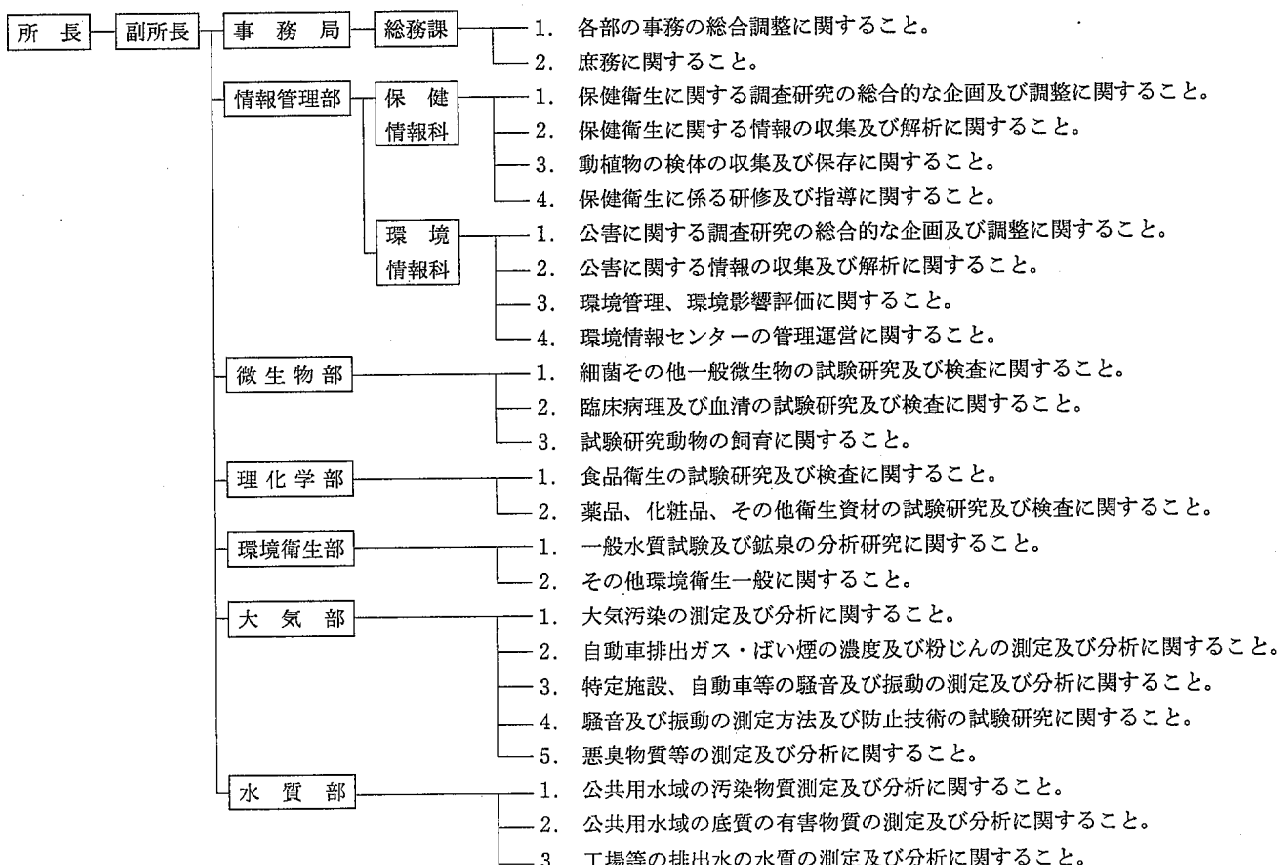 所長 副所長 事務局 総務課 1. 各部の事務の総合調整に関すること。
2. 庶務に関すること。
情報管理部 保健情報科 1. 保健衛生に関する調査研究の総合的な企画及び調整に関すること。
2. 保健衛生に関する情報の収集及び解析に関すること。
3. 動植物の検体の収集及び保存に関すること。
4. 保健衛生に係る研修及び指導に関すること。
環境情報科 1. 公害に関する調査研究の総合的な企画及び調整に関すること。
2. 公害に関する情報の収集及び解析に関すること。
3. 環境管理、環境影響評価に関すること。
4. 環境情報センターの管理運営に関すること。
微生物部 1. 細菌その他一般微生物の試験研究及び検査に関すること。
2. 臨床病理及び血清の試験研究及び検査に関すること。
3. 試験研究動物の飼育に関すること。
理化学部 1. 食品衛生の試験研究及び検査に関すること。
2. 薬品、化粧品、その他衛生資材の試験研究及び検査に関すること。
環境衛生部 1. 一般水質試験及び鉱泉の分析研究に関すること。
2. その他環境衛生一般に関すること。
大気部 1. 大気汚染の測定及び分析に関すること。
2. 自動車排出ガス・ばい煙の濃度及び粉じんの測定及び分析に関すること。
3. 特定施設、自動車等の騒音及び振動の測定及び分析に関すること。
4. 騒音及び振動の測定方法及び防止技術の試験研究に関すること。
5. 悪臭物質等の測定及び分析に関すること。
水質部 1. 公共用水域の汚染物質測定及び分析に関すること。
2. 公共用水域の底質の有害物質の測定及び分析に関すること。
3. 工場等の排出水の水質の測定及び分析に関すること。